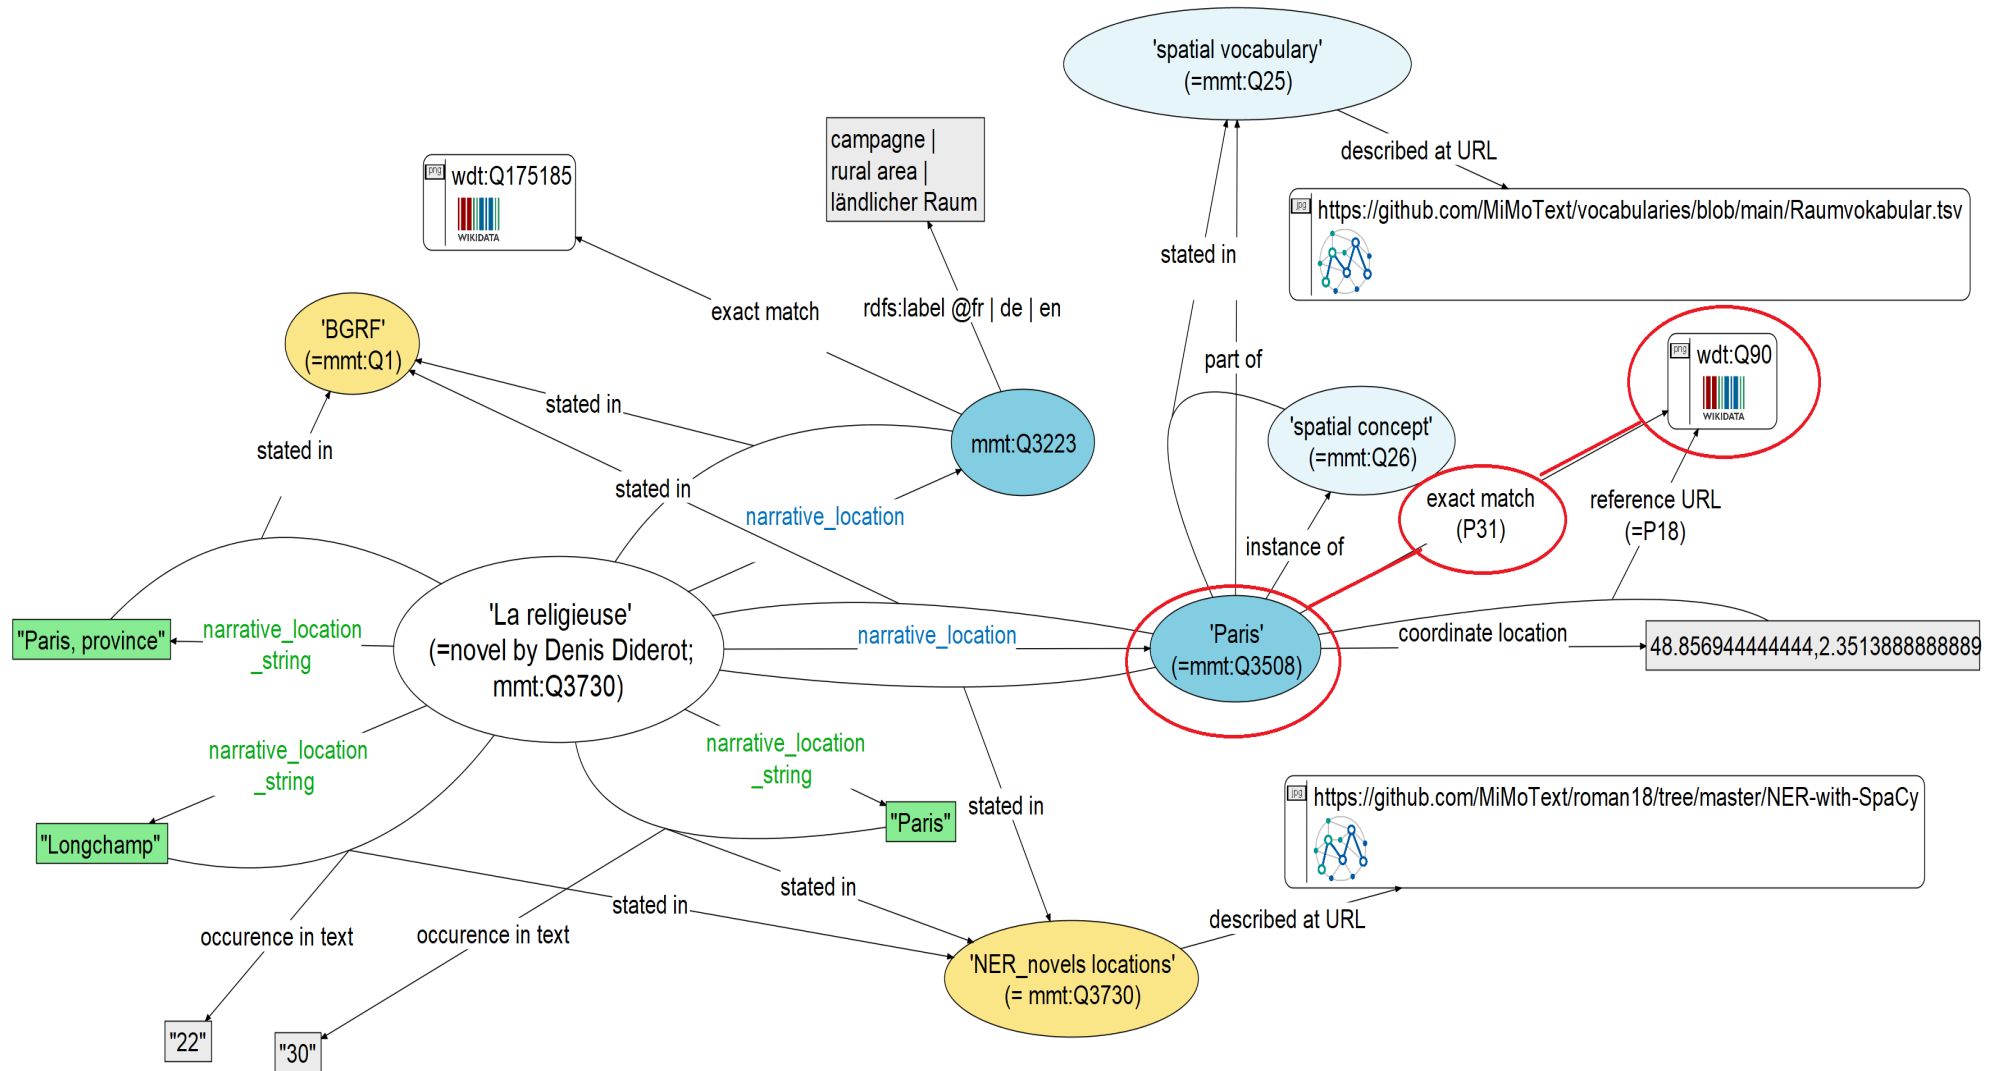 'spatial vocabulary'
(=mmt:Q25)
described at URL
jpg
https://github.com/MiMoText/vocabularies/blob/main/Raumvokabular.tsv
campagne |
rural area |
ländlicher Raum
png
wdt:Q175185
WIKIDATA
exact match
rdfs:label @fr | de | en
stated in
part of
'BGRF'
(=mmt:Q1)
stated in
stated in
stated in
mmt:Q3223
narrative_location
'spatial concept'
(=mmt:Q26)
instance of
exact match
(P31)
png
wdt:Q90
WIKIDATA
reference URL
(=P18)
'La religieuse'
(=novel by Denis Diderot;
mmt:Q3730)
narrative_location
'Paris'
(=mmt:Q3508)
coordinate location
48.856944444444,2.3513888888889
"Paris, province"
narrative_location
_string
narrative_location
_string
"Longchamp"
narrative_location
_string
"Paris"
stated in
jpg
https://github.com/MiMoText/roman18/tree/master/NER-with-SpaCy
described at URL
stated in
stated in
occurence in text
occurence in text
'NER_novels locations'
(= mmt:Q3730)
"22"
"30"